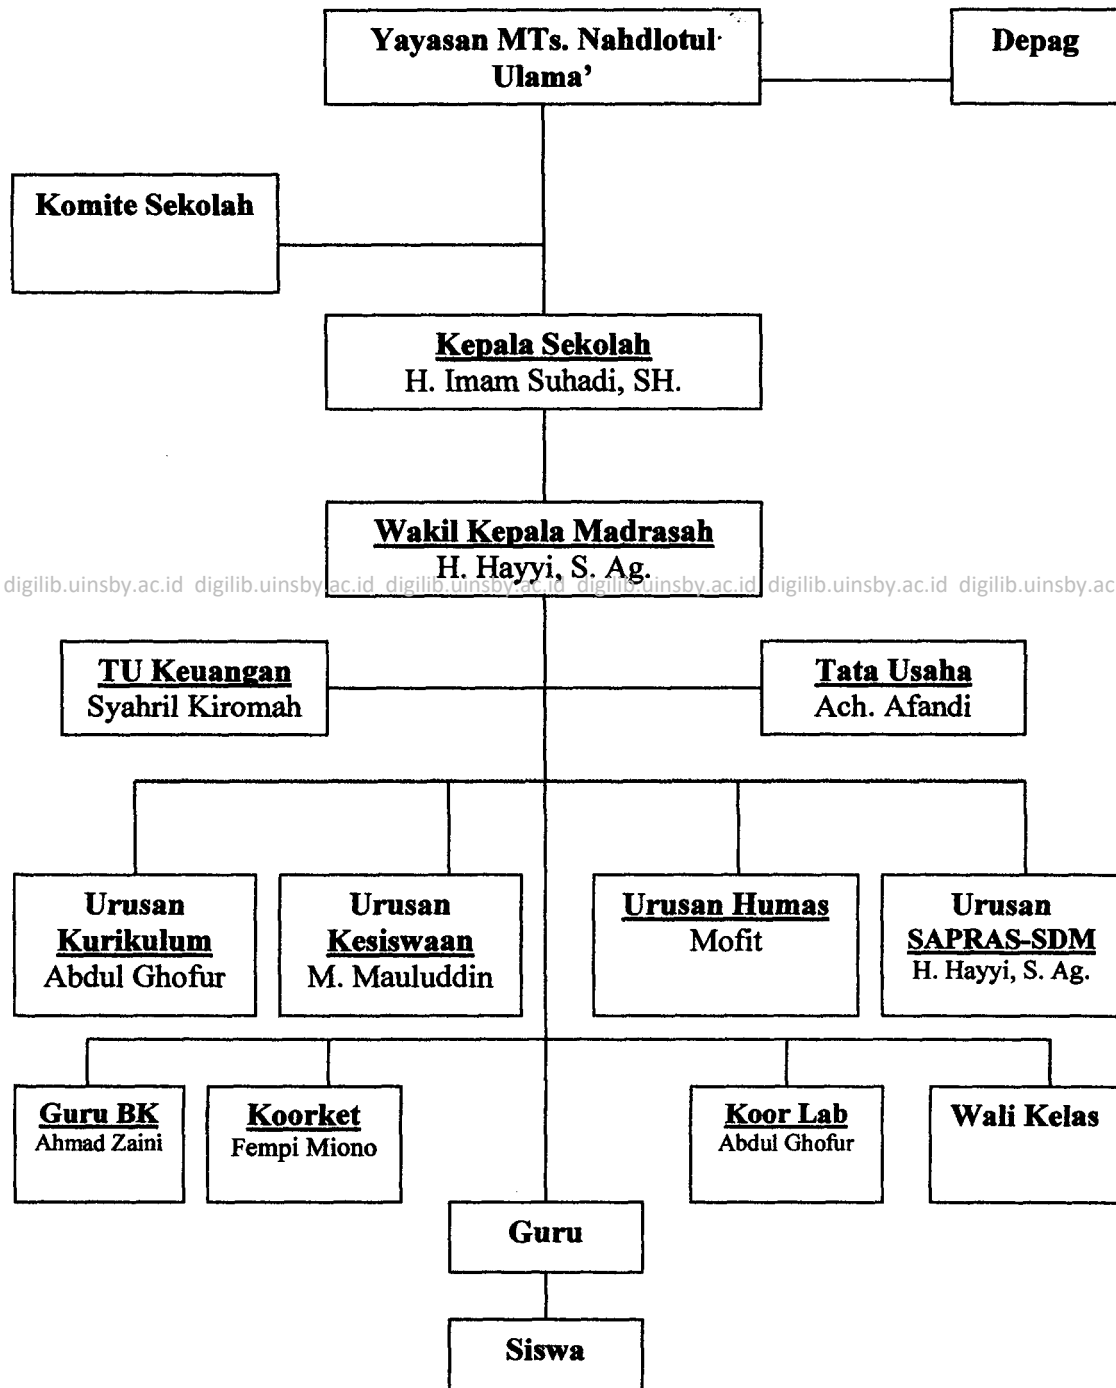 Yayasan MTs. Nahdlotul
Ulama'
Depag
Komite Sekolah
Kepala Sekolah
H. Imam Suhadi, SH.
Wakil Kepala Madrasah
H. Hayyi, S. Ag.
digilib.uinsby.ac.id digilib.uinsby.ac.id digilib.uinsby.ac.id digilib.uinsby.ac.id digilib.uinsby.ac.id digilib.uinsby.ac
TU Keuangan
Syahril Kiromah
Tata Usaha
Ach. Afandi
Urusan
Kurikulum
Abdul Ghofur
Urusan
Kesiswaan
M. Mauluddin
Urusan Humas
Mofit
Urusan
SAPRAS-SDM
H. Hayyi, S. Ag.
Guru BK
Ahmad Zaini
Koorket
Fempi Miono
Koor Lab
Abdul Ghofur
Wali Kelas
Guru
Siswa